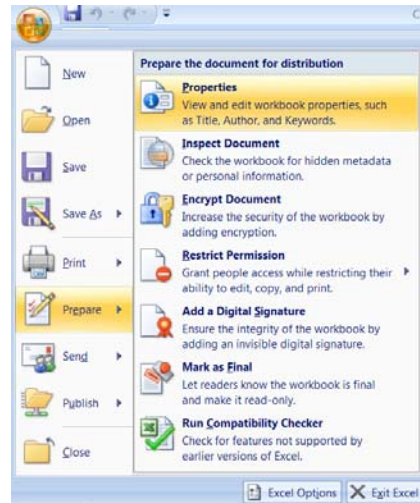 New
Open
Save
Save As
Print
Prepare
Send
Publish
Close
Prepare the document for distribution
Properties
View and edit workbook properties, such
as Title, Author, and Keywords.
Inspect Document
Check the workbook for hidden metadata
or personal information.
Encrypt Document
Increase the security of the workbook by
adding encryption.
Restrict Permission
Grant people access while restricting their
ability to edit, copy, and print.
Add a Digital Signature
Ensure the integrity of the workbook by
adding an invisible digital signature.
Mark as Final
Let readers know the workbook is final
and make it read-only.
Run Compatibility Checker
Check for features not supported by
earlier versions of Excel.
Excel Options
Exit Excel